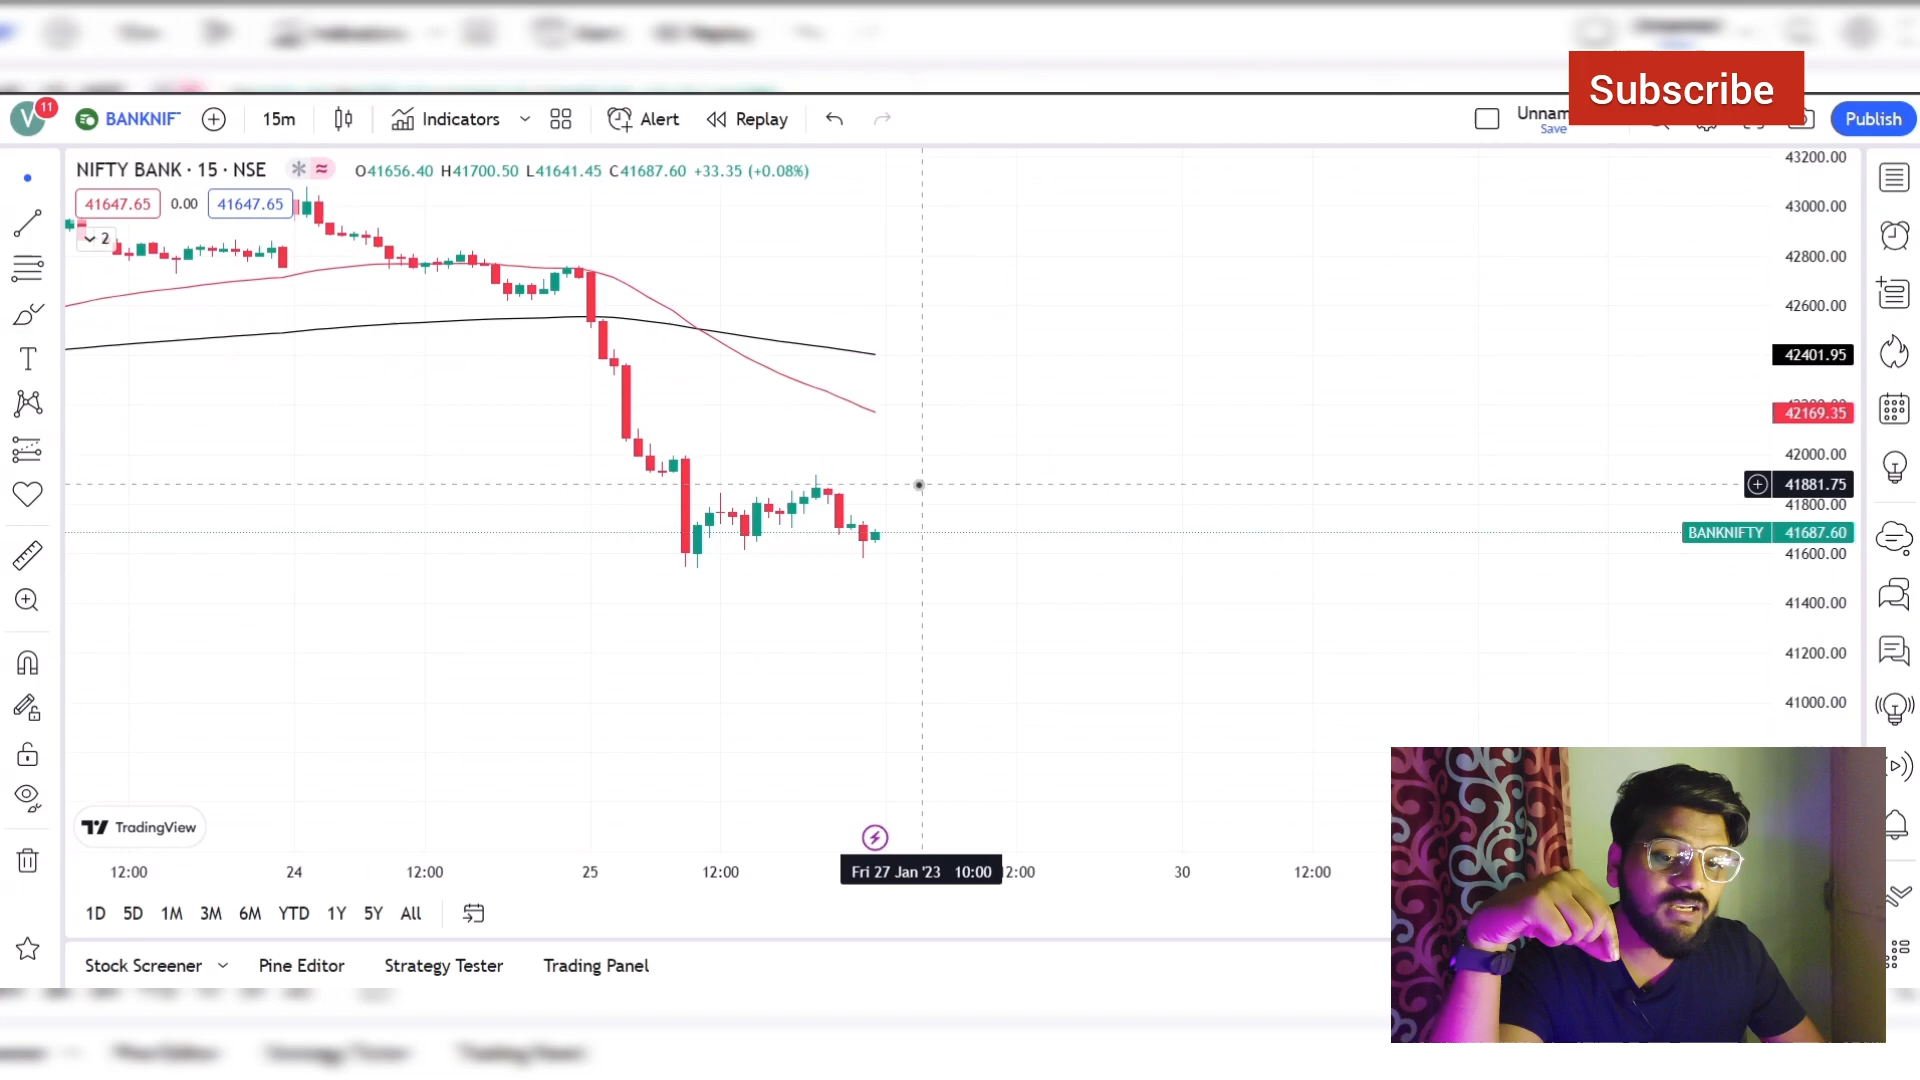 Subscribe
V 11 BANKNIF 15m Indicators Alert Replay Unnam Save Publish
NIFTY BANK · 15 · NSE O41656.40 H41700.50 L41641.45 C41687.60 +33.35 (+0.08%)
41647.65 0.00 41647.65
2
43200.00
43000.00
42800.00
42600.00
42401.95
42169.35
42000.00
41881.75
41800.00
BANKNIFTY 41687.60
41600.00
41400.00
41200.00
41000.00
TradingView
12:00 24 12:00 25 12:00 Fri 27 Jan '23 10:00 2:00 30 12:00
1D 5D 1M 3M 6M YTD 1Y 5Y All
Stock Screener Pine Editor Strategy Tester Trading Panel